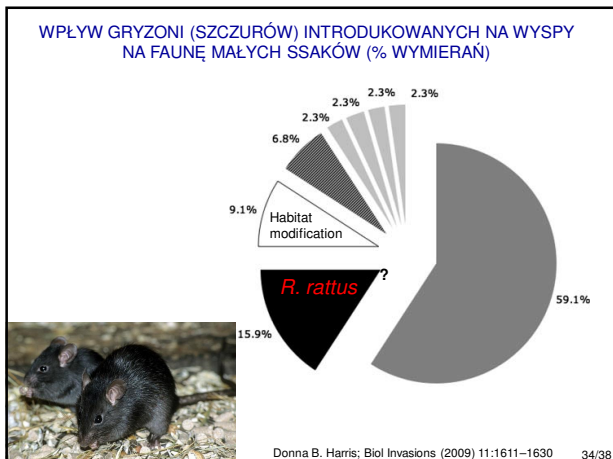 WPŁYW GRYZONI (SZCZURÓW) INTRODUKOWANYCH NA WYSPY
NA FAUNĘ MAŁYCH SSAKÓW (% WYMIERAŃ)
2.3%
2.3%
2.3%
2.3%
6.8%
9.1%
Habitat
modification
R. rattus
?
59.1%
15.9%
Donna B. Harris; Biol Invasions (2009) 11:1611–1630
34/38